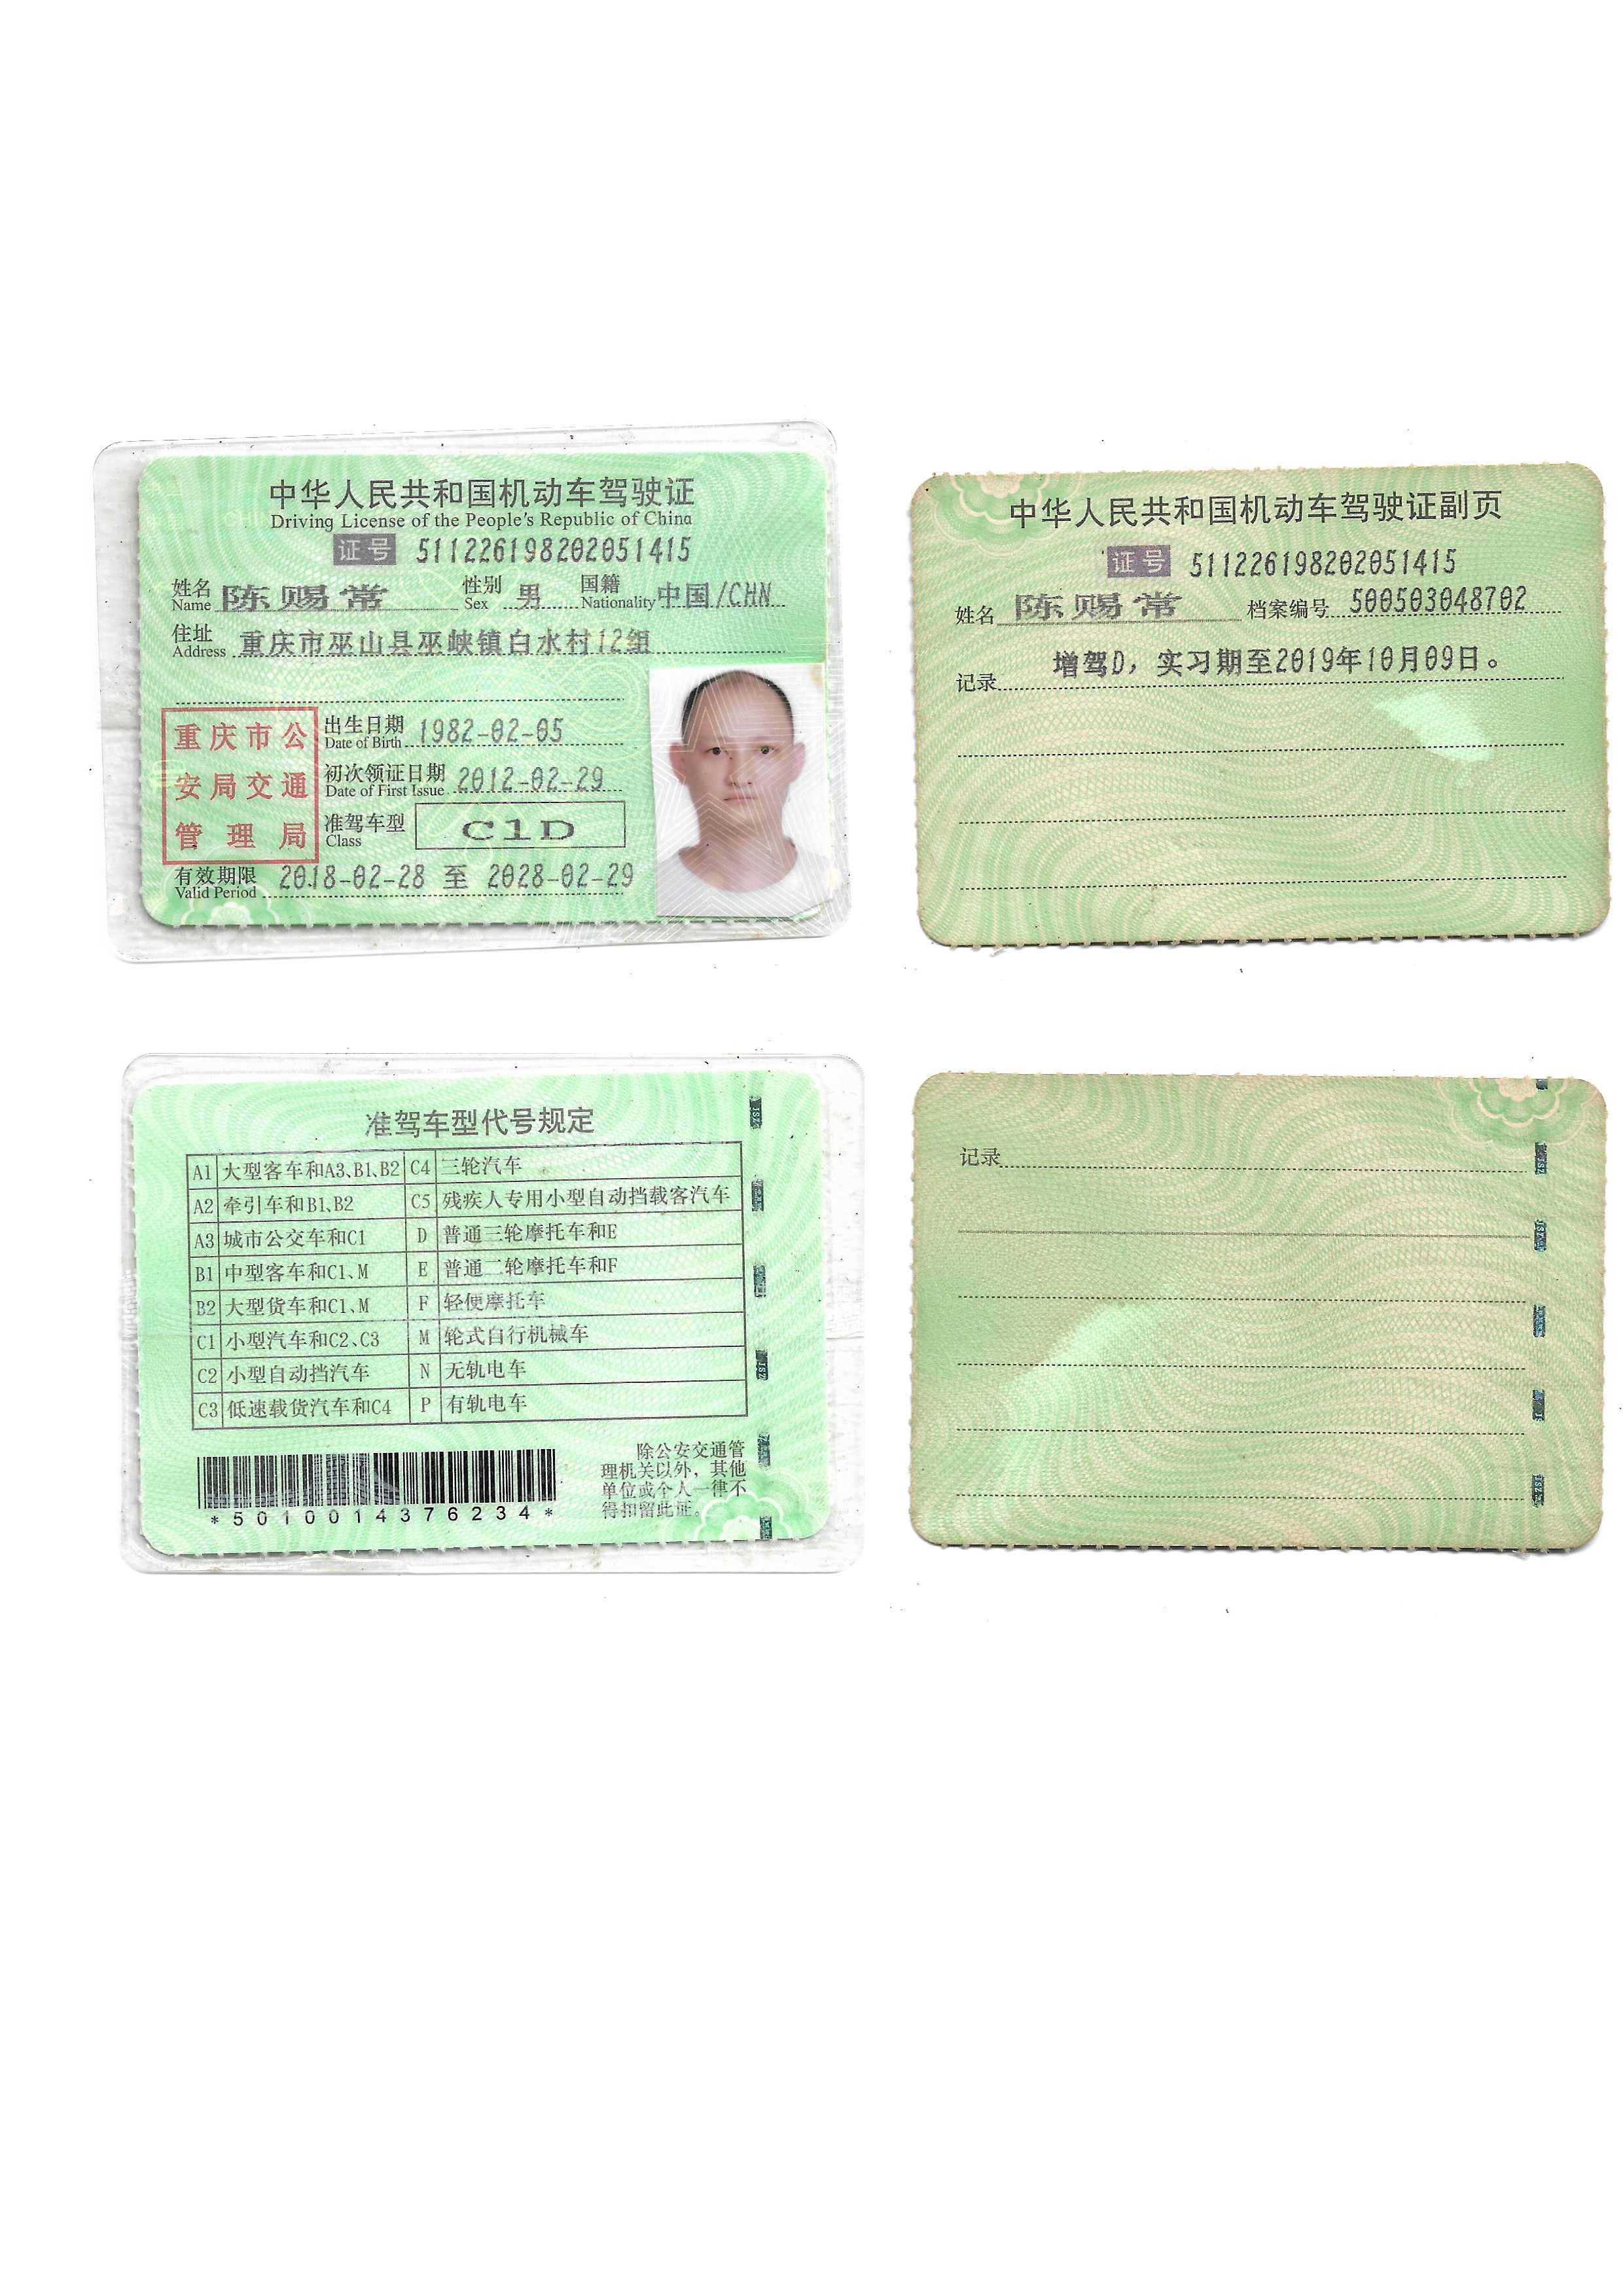 中华人民共和国机动车驾驶证
Driving License of the People's Republic of China
证号 511226198202051415
姓名 Name 陈赐常 性别 Sex 男 国籍 Nationality 中国/CHN
住址 Address 重庆市巫山县巫峡镇白水村12组
重庆市公安局交通管理局
出生日期 Date of Birth 1982-02-05
初次领证日期 Date of First Issue 2012-02-29
准驾车型 Class C1D
有效期限 Valid Period 2018-02-28 至 2028-02-29
中华人民共和国机动车驾驶证副页
证号 511226198202051415
姓名 陈赐常 档案编号 500503048702
记录 增驾D，实习期至2019年10月09日。
准驾车型代号规定
A1 大型客车和A3、B1、B2 C4 三轮汽车
A2 牵引车和B1、B2 C5 残疾人专用小型自动挡载客汽车
A3 城市公交车和C1 D 普通三轮摩托车和E
B1 中型客车和C1、M E 普通二轮摩托车和F
B2 大型货车和C1、M F 轻便摩托车
C1 小型汽车和C2、C3 M 轮式自行机械车
C2 小型自动挡汽车 N 无轨电车
C3 低速载货汽车和C4 P 有轨电车
*5010014376234*
除公安交通管
理机关以外，其他
单位或个人一律不
得扣留此证。
记录